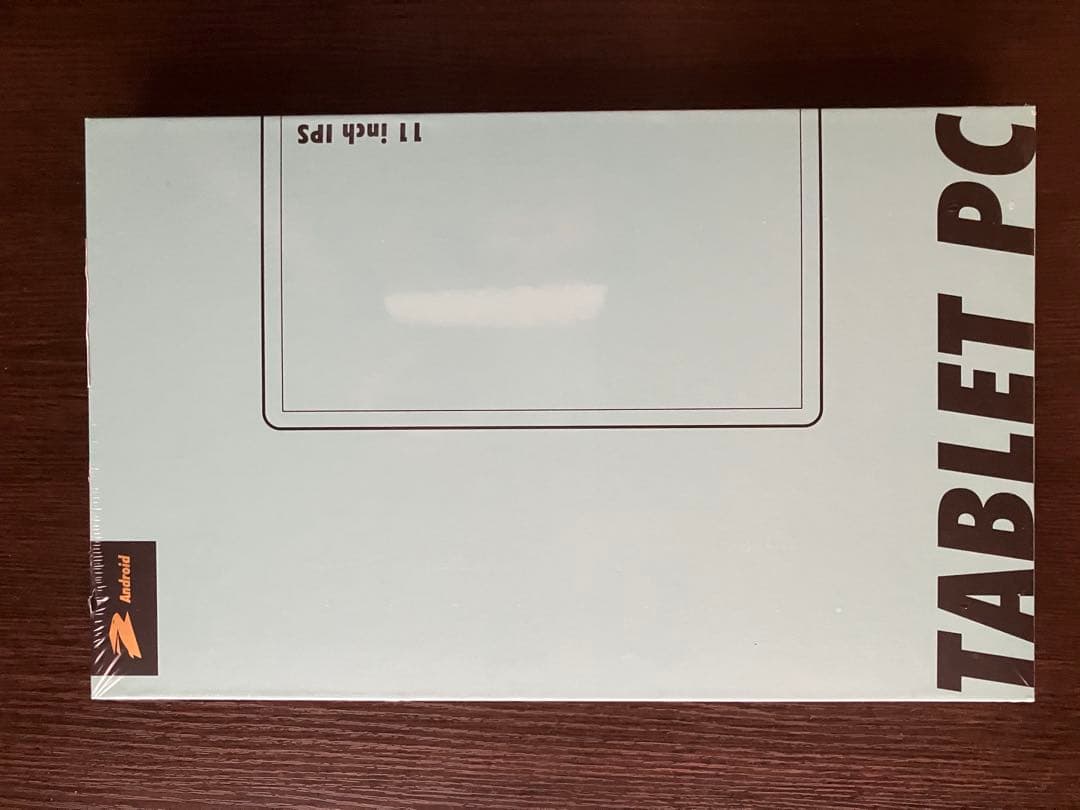 11 inch IPS
TABLET PC
Android